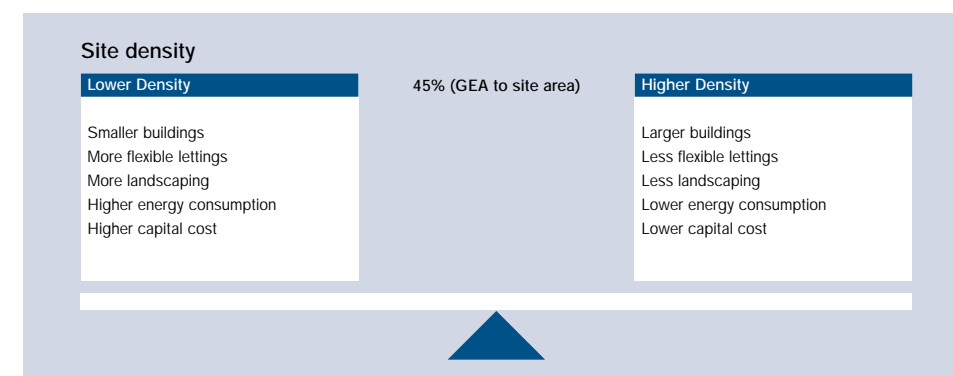 Site density
Lower Density
Smaller buildings
More flexible lettings
More landscaping
Higher energy consumption
Higher capital cost
45% (GEA to site area)
Higher Density
Larger buildings
Less flexible lettings
Less landscaping
Lower energy consumption
Lower capital cost